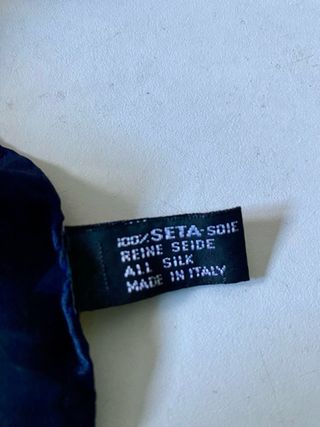 100% SETA-SOIE
REINE SEIDE
ALL SILK
MADE IN ITALY